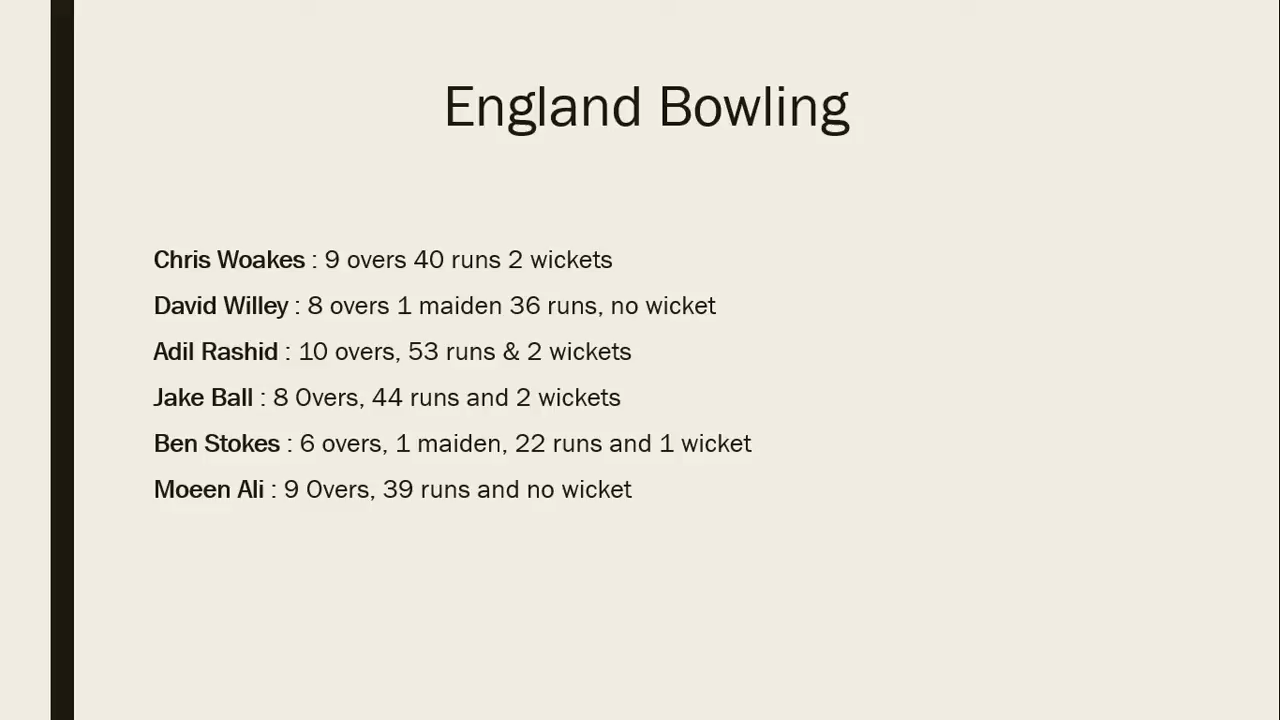 England Bowling
Chris Woakes : 9 overs 40 runs 2 wickets
David Willey : 8 overs 1 maiden 36 runs, no wicket
Adil Rashid : 10 overs, 53 runs & 2 wickets
Jake Ball : 8 Overs, 44 runs and 2 wickets
Ben Stokes : 6 overs, 1 maiden, 22 runs and 1 wicket
Moeen Ali : 9 Overs, 39 runs and no wicket